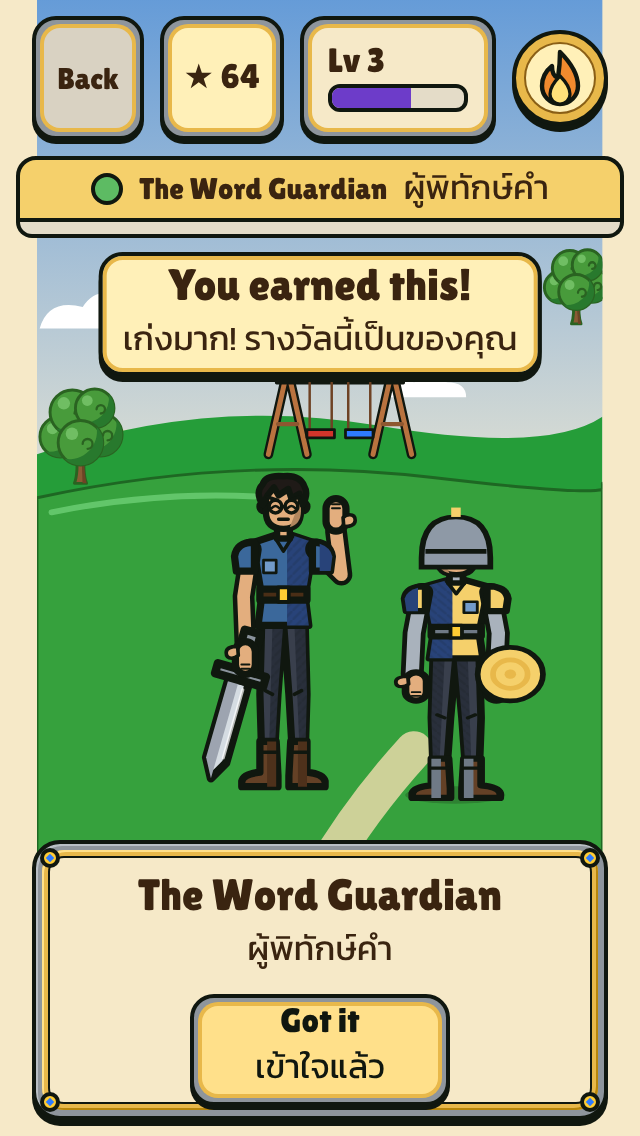 Back
★ 64
Lv 3
The Word Guardian ผู้พิทักษ์คำ
You earned this!
เก่งมาก! รางวัลนี้เป็นของคุณ
The Word Guardian
ผู้พิทักษ์คำ
Got it
เข้าใจแล้ว